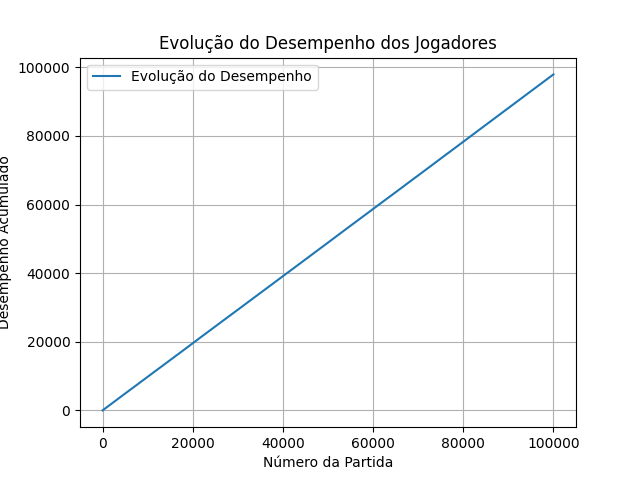 Evolução do Desempenho dos Jogadores
Evolução do Desempenho
100000
80000
60000
40000
20000
0
Desempenho Acumulado
0 20000 40000 60000 80000 100000
Número da Partida